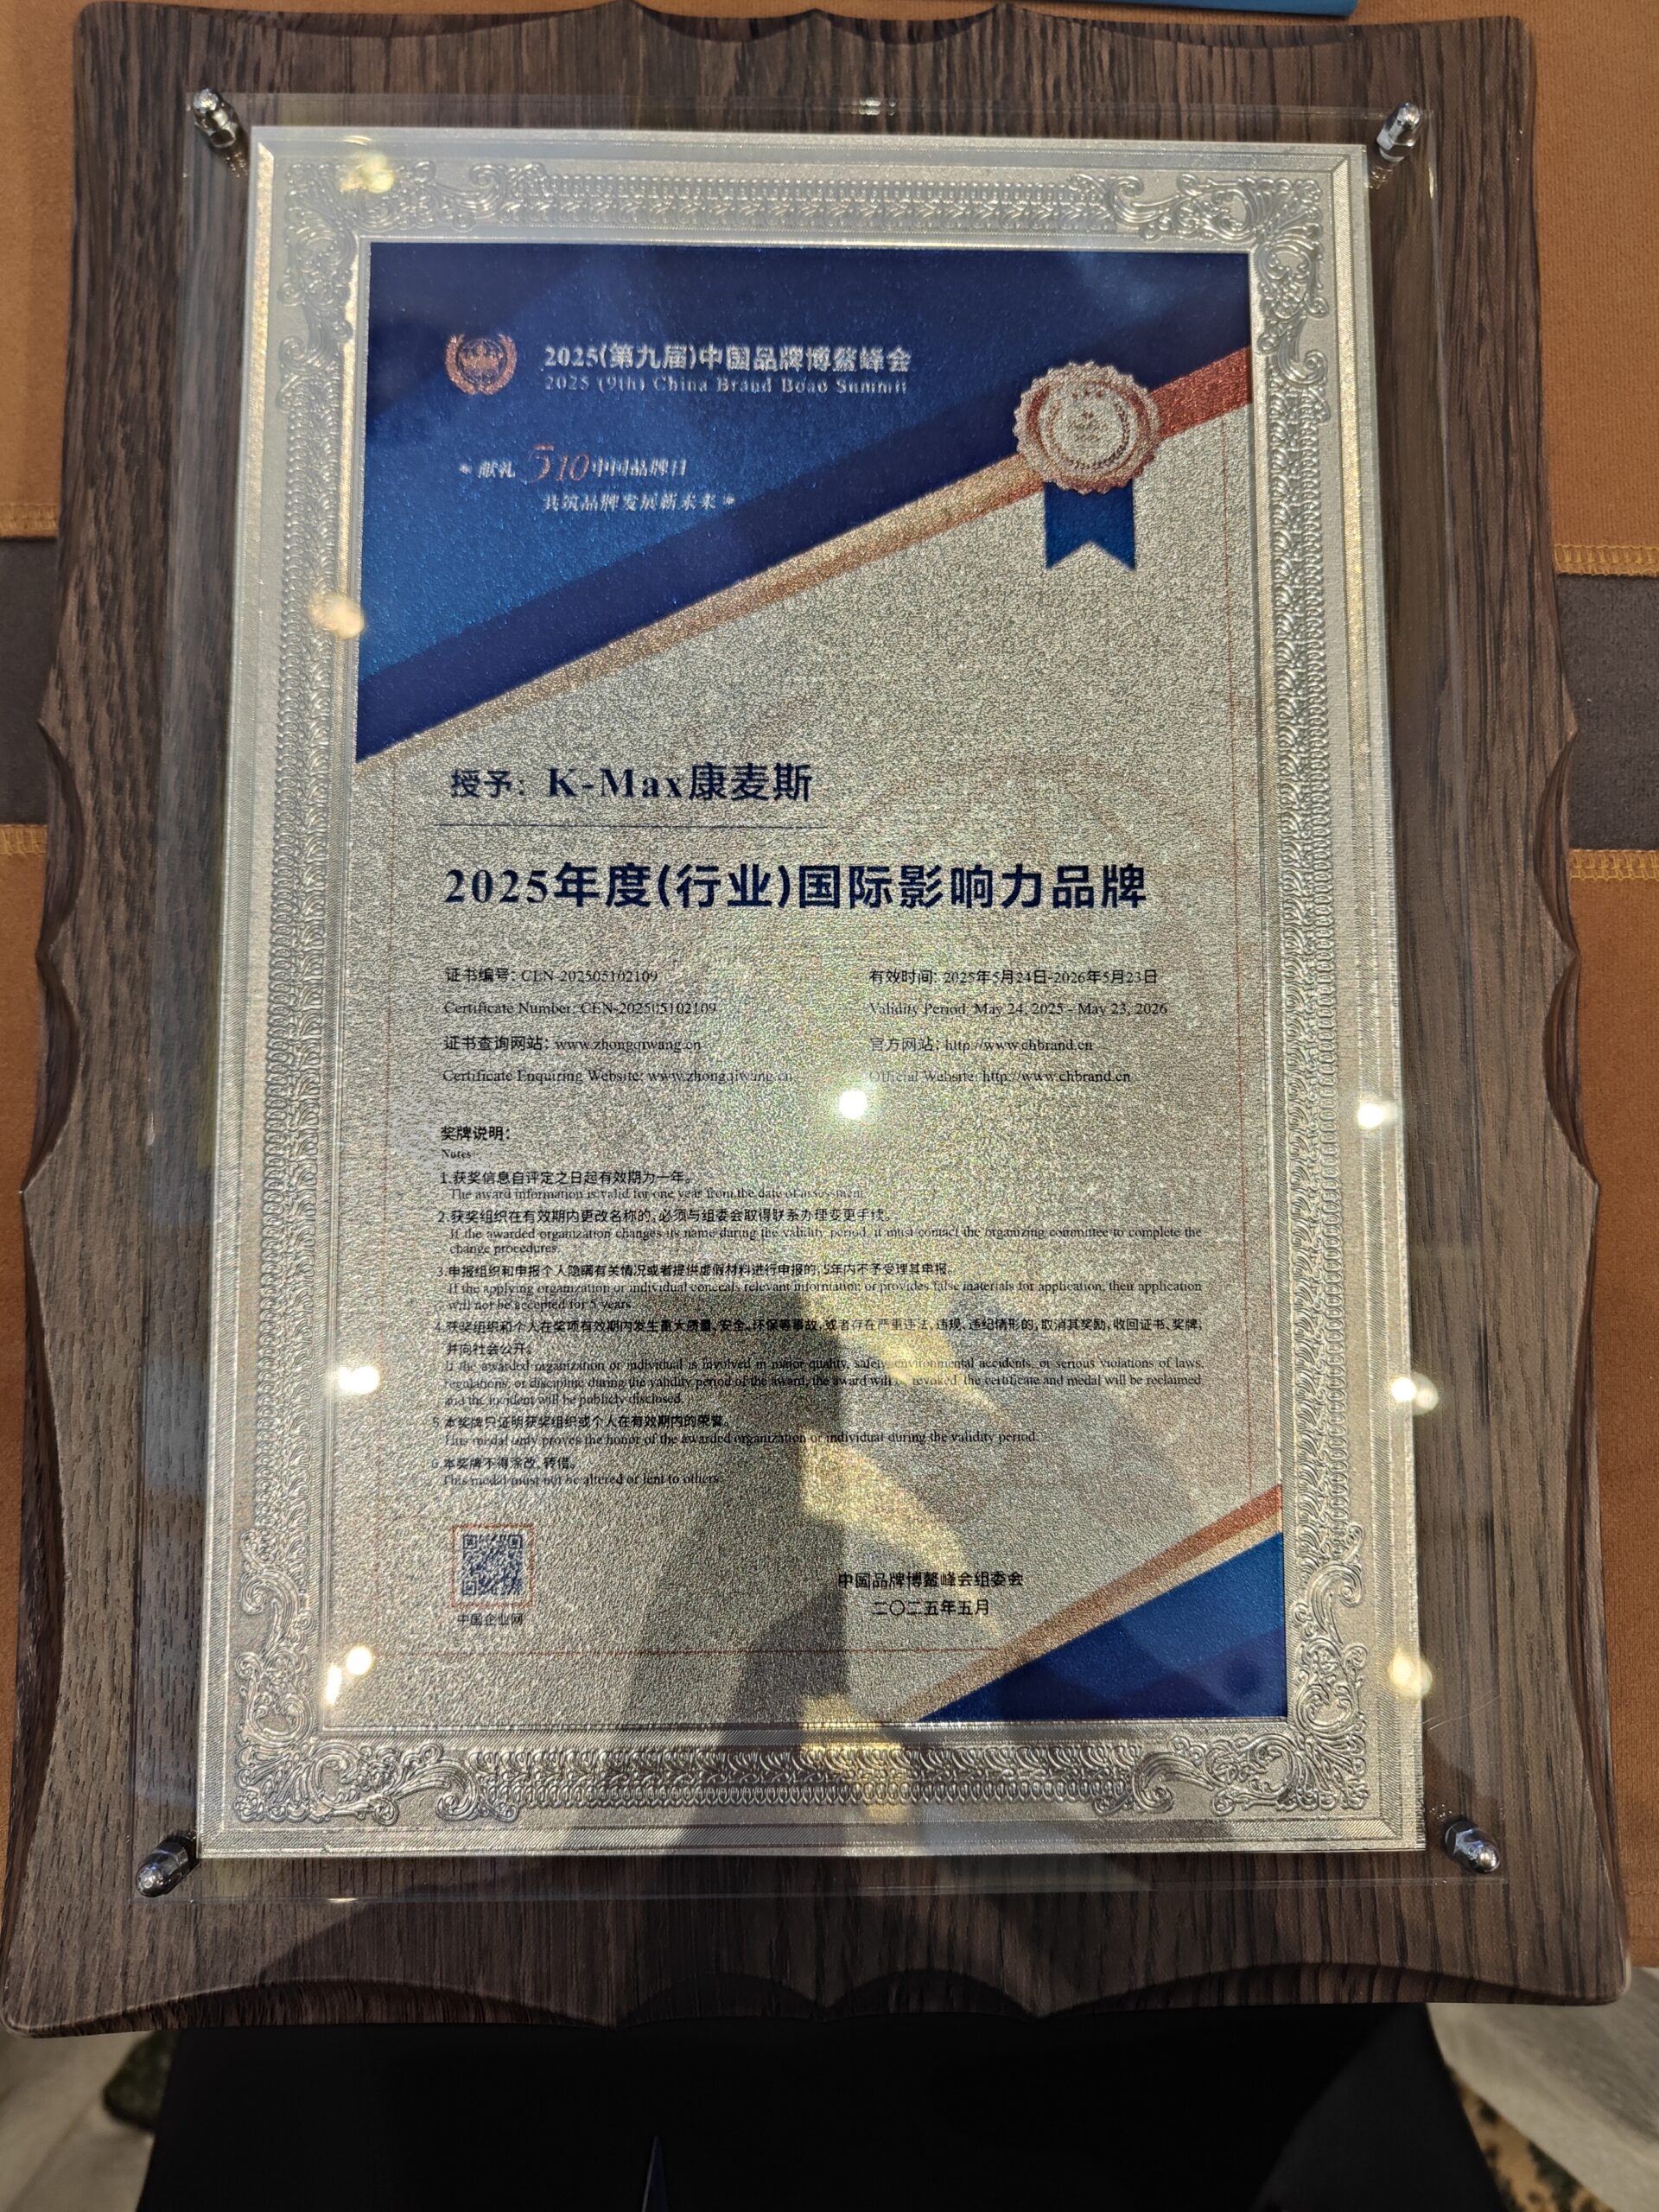 2025(第九届)中国品牌博鳌峰会
2025 (9th) China Brand Boao Summit
献礼 510中国品牌日
共筑品牌发展新未来
授予：K-Max康麦斯
2025年度(行业)国际影响力品牌
证书编号：CEN-202505102109
有效时间：2025年5月24日-2026年5月23日
Certificate Number: CEN-202505102109
Validity Period: May 24, 2025 - May 23, 2026
证书查询网站：www.zhongqiwang.cn
官方网站：http://www.chbrand.cn
Certificate Enquiring Website: www.zhongqiwang.cn
Official Website: http://www.chbrand.cn
奖牌说明：
Notes
1.获奖信息自评定之日起有效期为一年。
The award information is valid for one year from the date of assessment.
2.获奖组织在有效期内更改名称的，必须与组委会取得联系办理变更手续。
If the awarded organization changes its name during the validity period, it must contact the organizing committee to complete the
change procedures.
3.申报组织和申报个人隐瞒有关情况或者提供虚假材料进行申报的，5年内不予受理其申报。
If the applying organization or individual conceals relevant information or provides false materials for application, their application
will not be accepted for 5 years.
4.获奖组织和个人在奖项有效期内发生重大质量、安全、环保等事故，或者存在严重违法、违规、违纪情形的，取消其奖励，收回证书、奖牌，
并向社会公开。
If the awarded organization or individual is involved in major quality, safety, environmental accidents, or serious violations of laws,
regulations, or discipline during the validity period of the award, the award will be revoked, the certificate and medal will be reclaimed
and the incident will be publicly disclosed.
5.本奖牌只证明获奖组织或个人在有效期内的荣誉。
This medal only proves the honor of the awarded organization or individual during the validity period.
6.本奖牌不得涂改、转借。
This medal must not be altered or lent to others.
中国企业网
中国品牌博鳌峰会组委会
二〇二五年五月